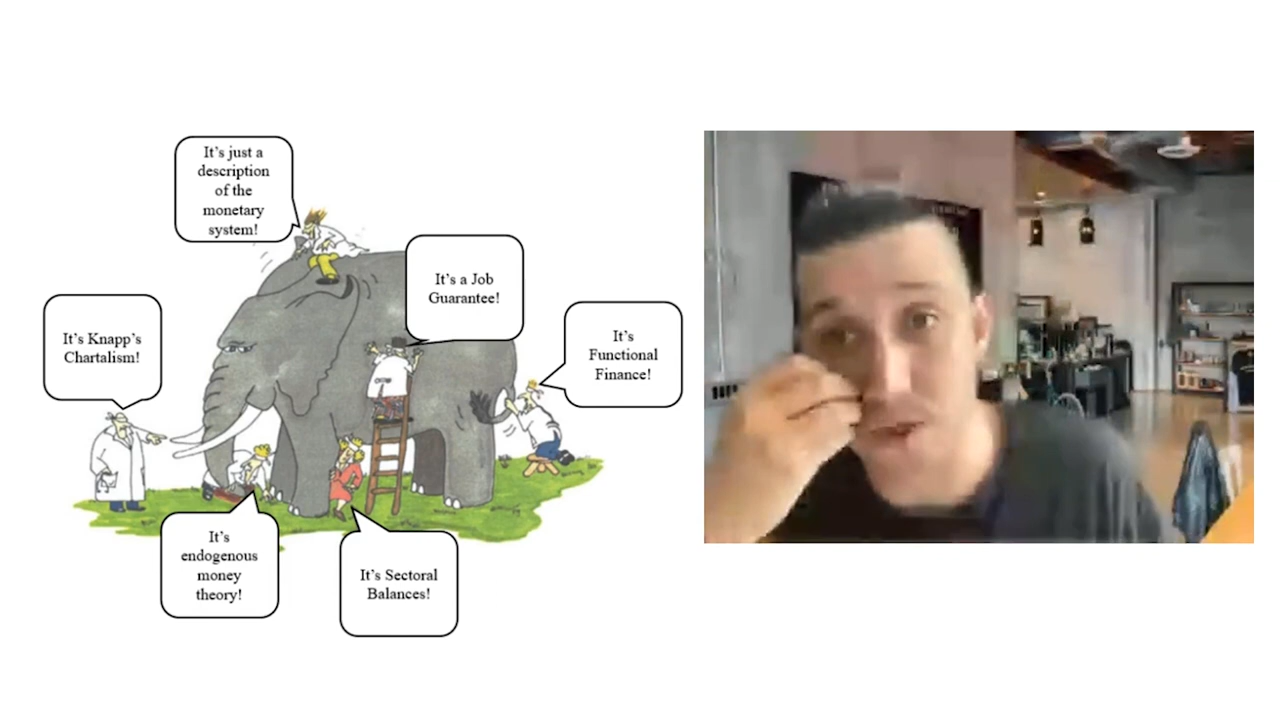 It's just a
description
of the
monetary
system!
It's a Job
Guarantee!
It's Knapp's
Chartalism!
It's
Functional
Finance!
It's
endogenous
money
theory!
It's Sectoral
Balances!